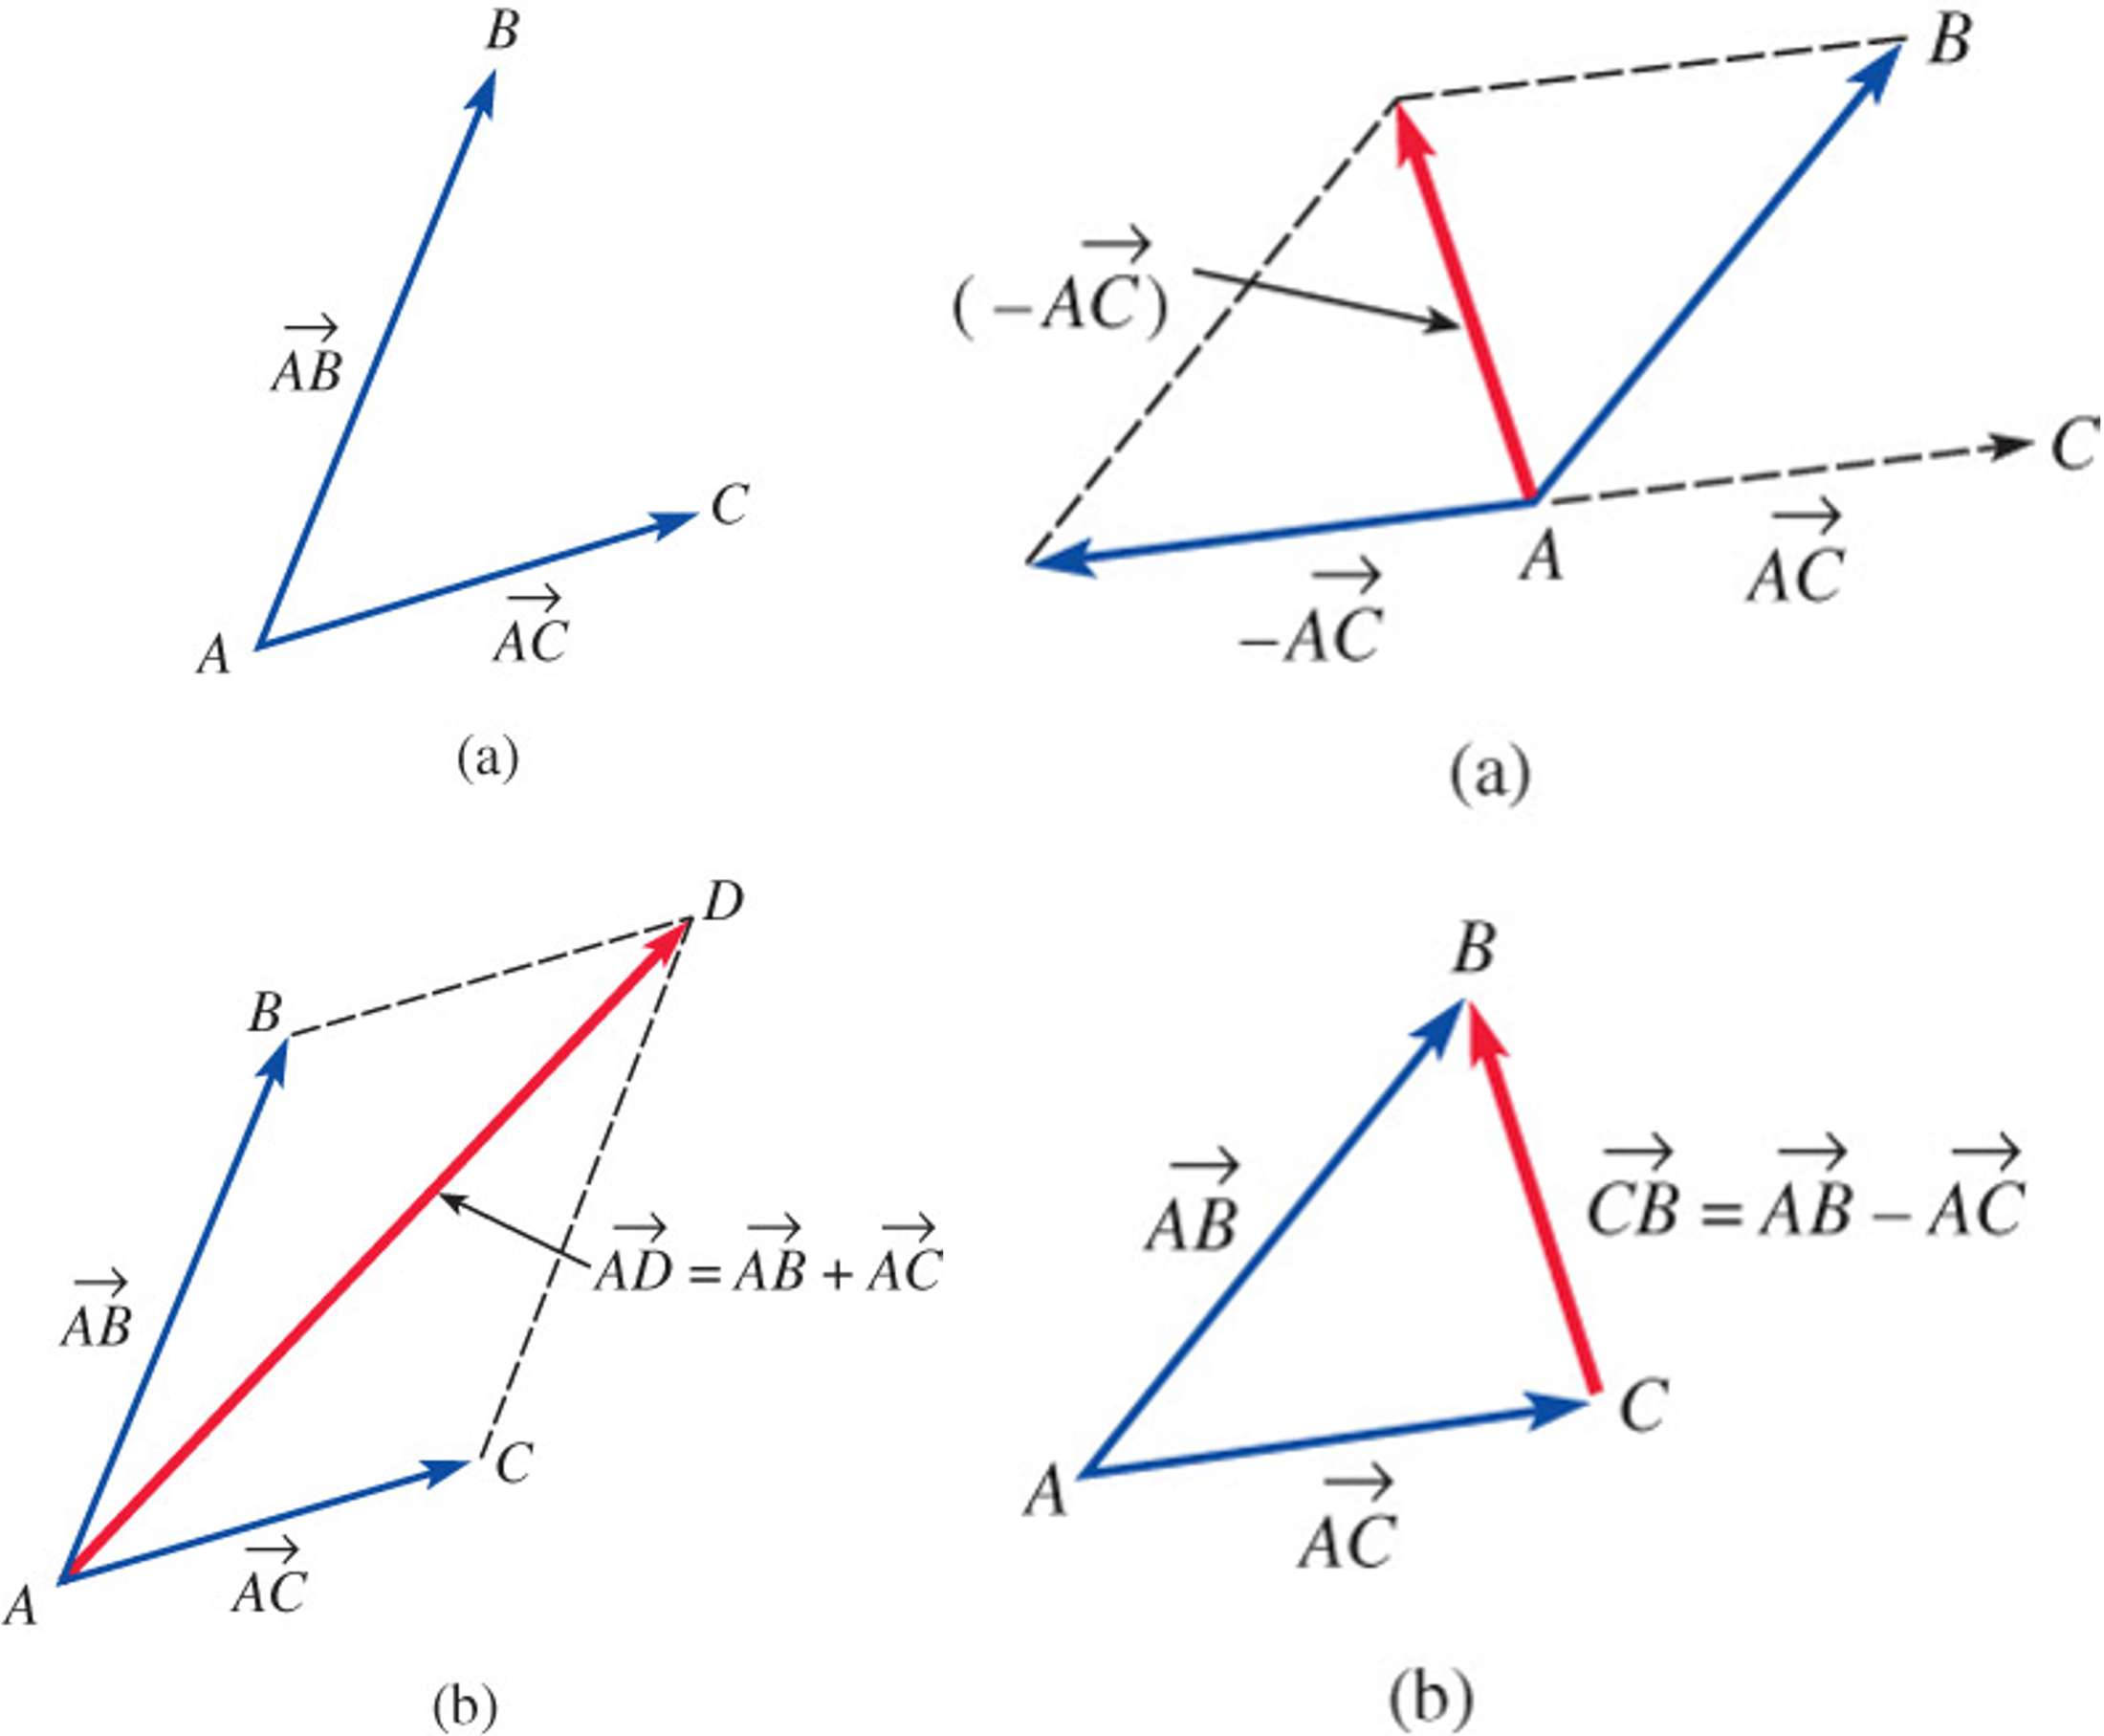 B
\overrightarrow{AB}
C
A
\overrightarrow{AC}
(a)
B
(–\overrightarrow{AC})
C
A
\overrightarrow{AC}
–\overrightarrow{AC}
(a)
D
B
\overrightarrow{AB}
\overrightarrow{AD} = \overrightarrow{AB} + \overrightarrow{AC}
C
A
\overrightarrow{AC}
(b)
B
\overrightarrow{AB}
\overrightarrow{CB} = \overrightarrow{AB} – \overrightarrow{AC}
C
A
\overrightarrow{AC}
(b)